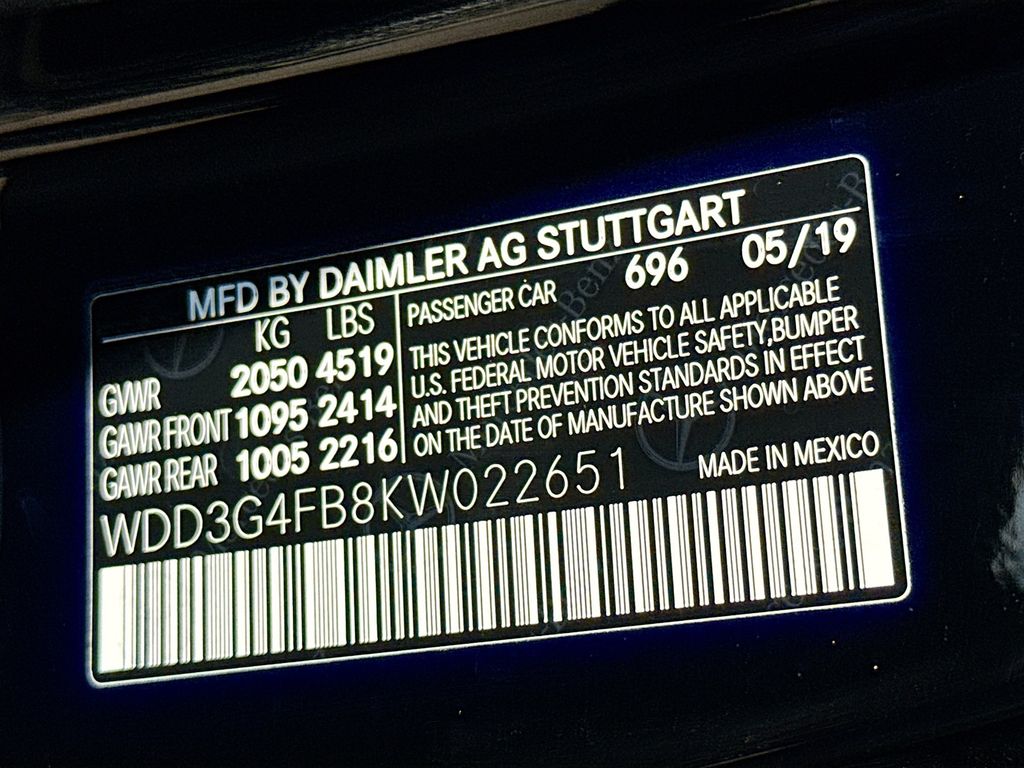 MFD BY DAIMLER AG STUTTGART
KG LBS
GVWR 2050 4519
GAWR FRONT 1095 2414
GAWR REAR 1005 2216
PASSENGER CAR 696 05/19
THIS VEHICLE CONFORMS TO ALL APPLICABLE
U.S. FEDERAL MOTOR VEHICLE SAFETY,BUMPER
AND THEFT PREVENTION STANDARDS IN EFFECT
ON THE DATE OF MANUFACTURE SHOWN ABOVE
WDD3G4FB8KW022651
MADE IN MEXICO